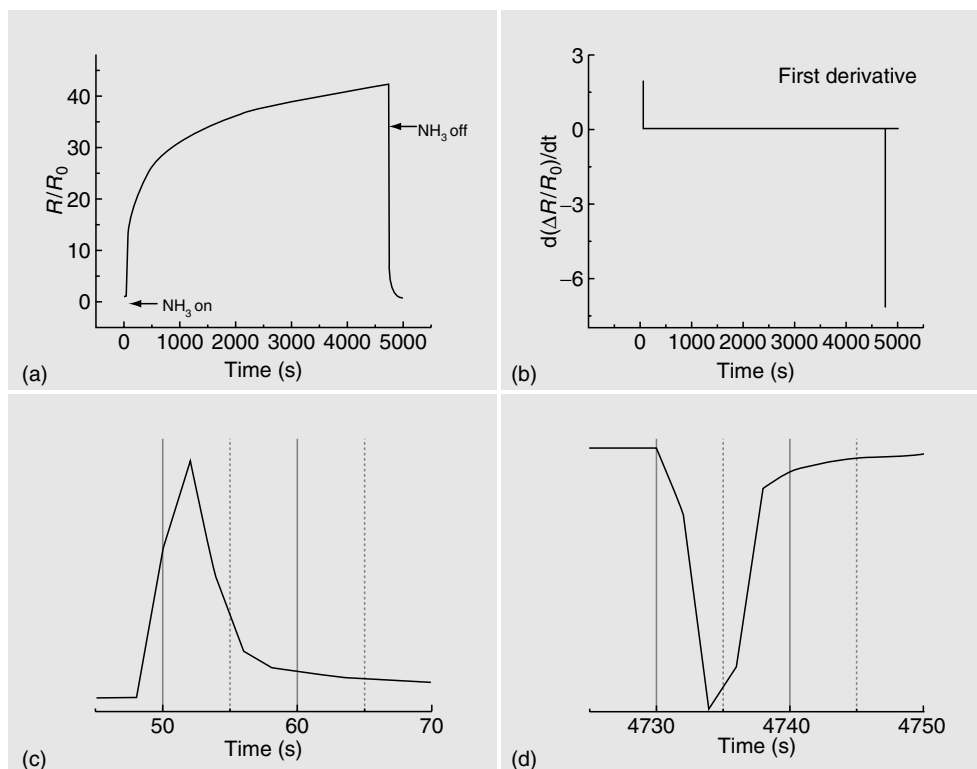 40
30
20
10
0
R/R0
NH3 off
NH3 on
0 1000 2000 3000 4000 5000
Time (s)
(a)
3
0
−3
−6
d(ΔR/R0)/dt
First derivative
0 1000 2000 3000 4000 5000
Time (s)
(b)
50 60 70
Time (s)
(c)
4730 4740 4750
Time (s)
(d)